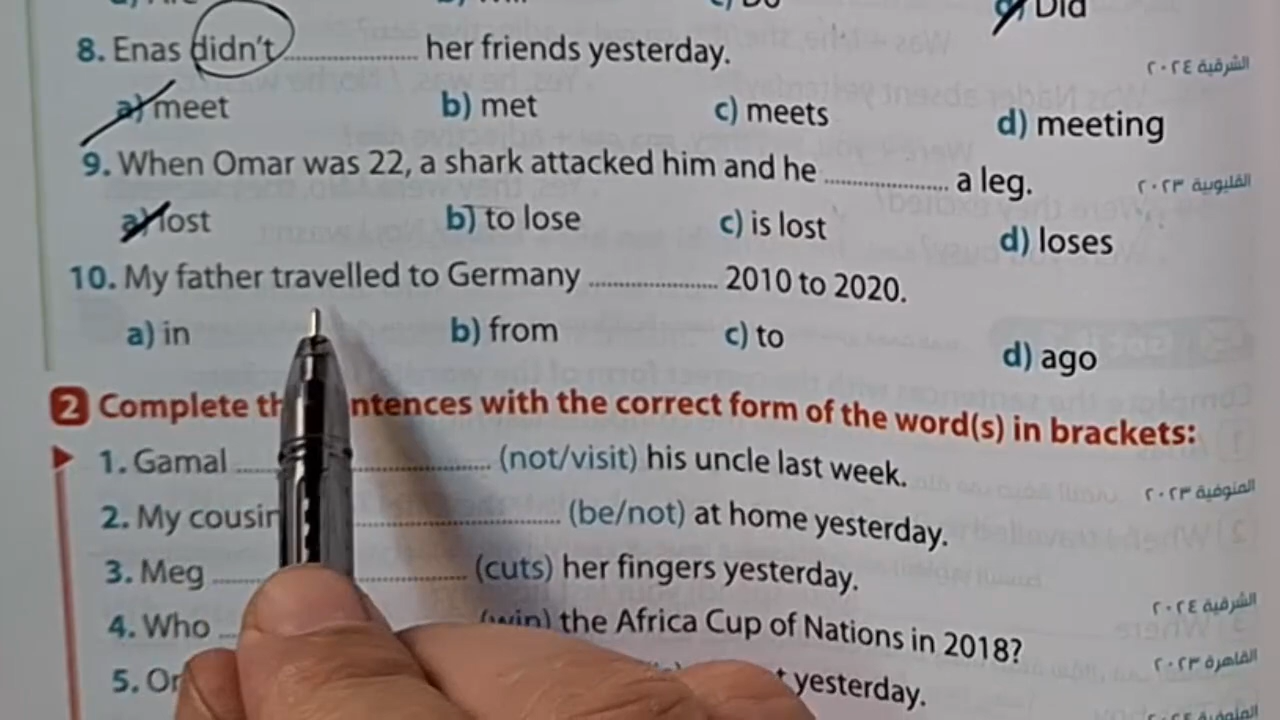 d) Did
8. Enas didn't .................. her friends yesterday.
الشرقية ٢٠٢٤
a) meet b) met c) meets d) meeting
9. When Omar was 22, a shark attacked him and he .................. a leg.
القليوبية ٢٠٢٣
a) lost b) to lose c) is lost d) loses
10. My father travelled to Germany .................. 2010 to 2020.
a) in b) from c) to d) ago
2 Complete ntences with the correct form of the word(s) in brackets:
1. Gamal .................. (not/visit) his uncle last week.
المنوفية ٢٠٢٣
2. My cousin .................. (be/not) at home yesterday.
3. Meg .................. (cuts) her fingers yesterday.
الشرقية ٢٠٢٤
4. Who (win) the Africa Cup of Nations in 2018?
القاهرة ٢٠٢٣
5. yesterday.